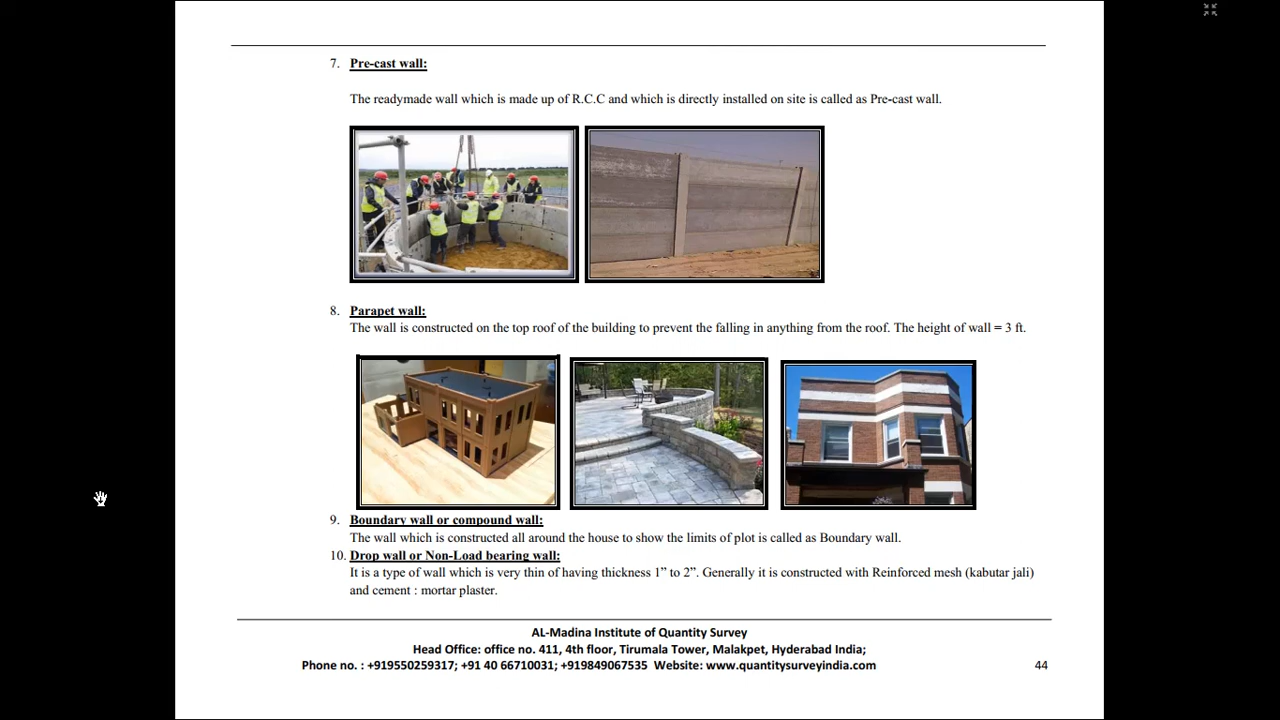 7. Pre-cast wall:
The readymade wall which is made up of R.C.C and which is directly installed on site is called as Pre-cast wall.
8. Parapet wall:
The wall is constructed on the top roof of the building to prevent the falling in anything from the roof. The height of wall = 3 ft.
9. Boundary wall or compound wall:
The wall which is constructed all around the house to show the limits of plot is called as Boundary wall.
10. Drop wall or Non-Load bearing wall:
It is a type of wall which is very thin of having thickness 1” to 2”. Generally it is constructed with Reinforced mesh (kabutar jali)
and cement : mortar plaster.
AL-Madina Institute of Quantity Survey
Head Office: office no. 411, 4th floor, Tirumala Tower, Malakpet, Hyderabad India;
Phone no. : +919550259317; +91 40 66710031; +919849067535 Website: www.quantitysurveyindia.com 44